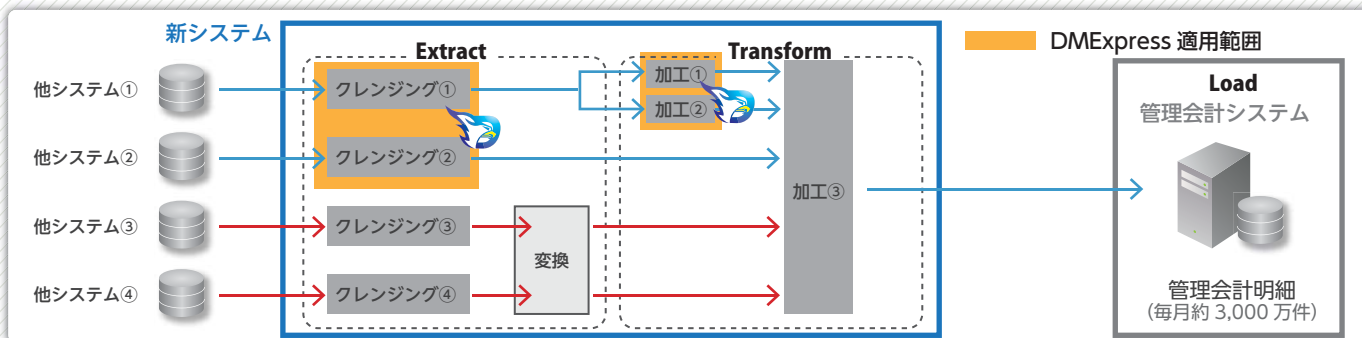 新システム
Extract
Transform
DMExpress 適用範囲
他システム①
クレンジング①
加工①
加工②
他システム②
クレンジング②
加工③
他システム③
クレンジング③
変換
他システム④
クレンジング④
Load
管理会計システム
管理会計明細
(毎月約 3,000 万件)